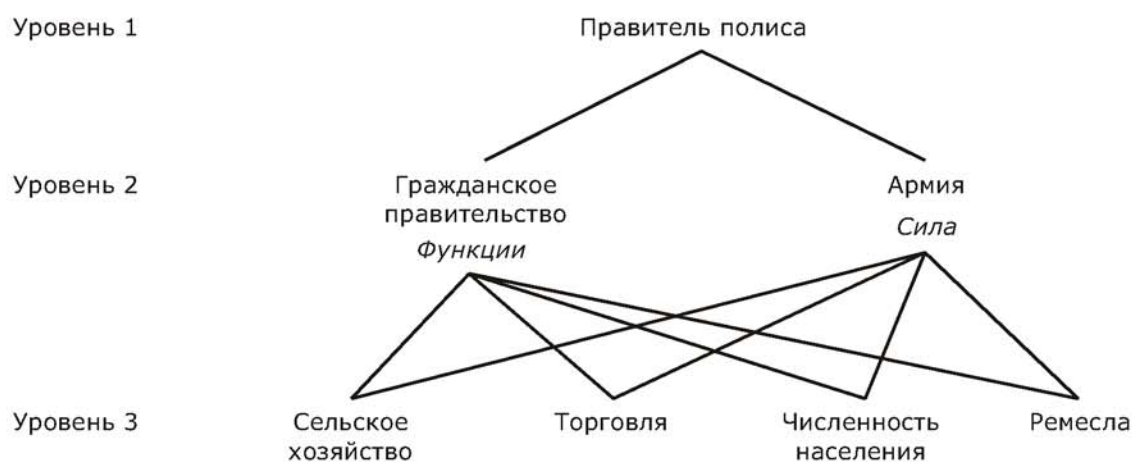 Уровень 1
Правитель полиса
Уровень 2
Гражданское
правительство
Функции
Армия
Сила
Уровень 3
Сельское
хозяйство
Торговля
Численность
населения
Ремесла